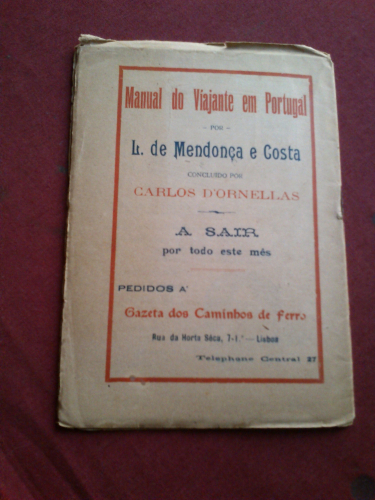 Manual do Viajante em Portugal
— POR —
L. de Mendonça e Costa
CONCLUIDO POR
CARLOS D'ORNELLAS
A SAIR
por todo este mês
PEDIDOS A'
Gazeta dos Caminhos de Ferro
Rua da Horta Sêca, 7-1.º — Lisboa
Telephone Central 27